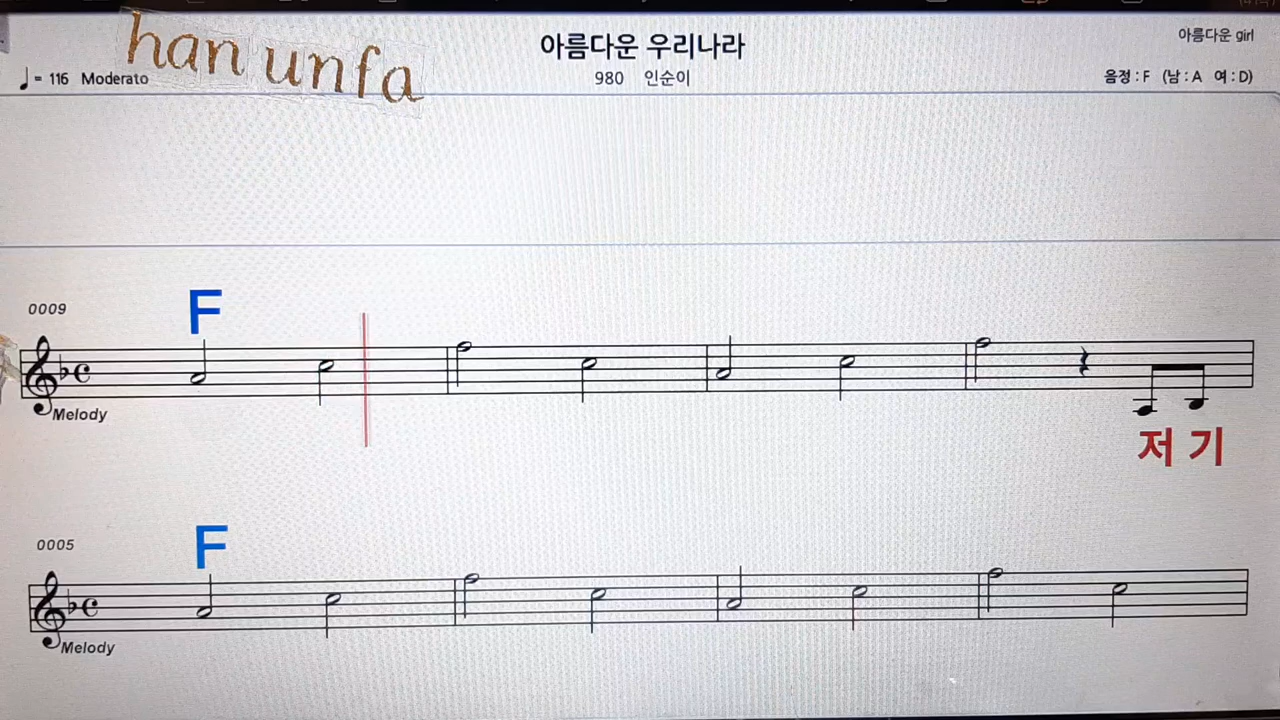 han unfa
아름다운 우리나라
아름다운 girl
♩= 116 Moderato
980 인순이
음정 : F (남 : A 여 : D)
0009
F
Melody
저 기
0005
F
Melody